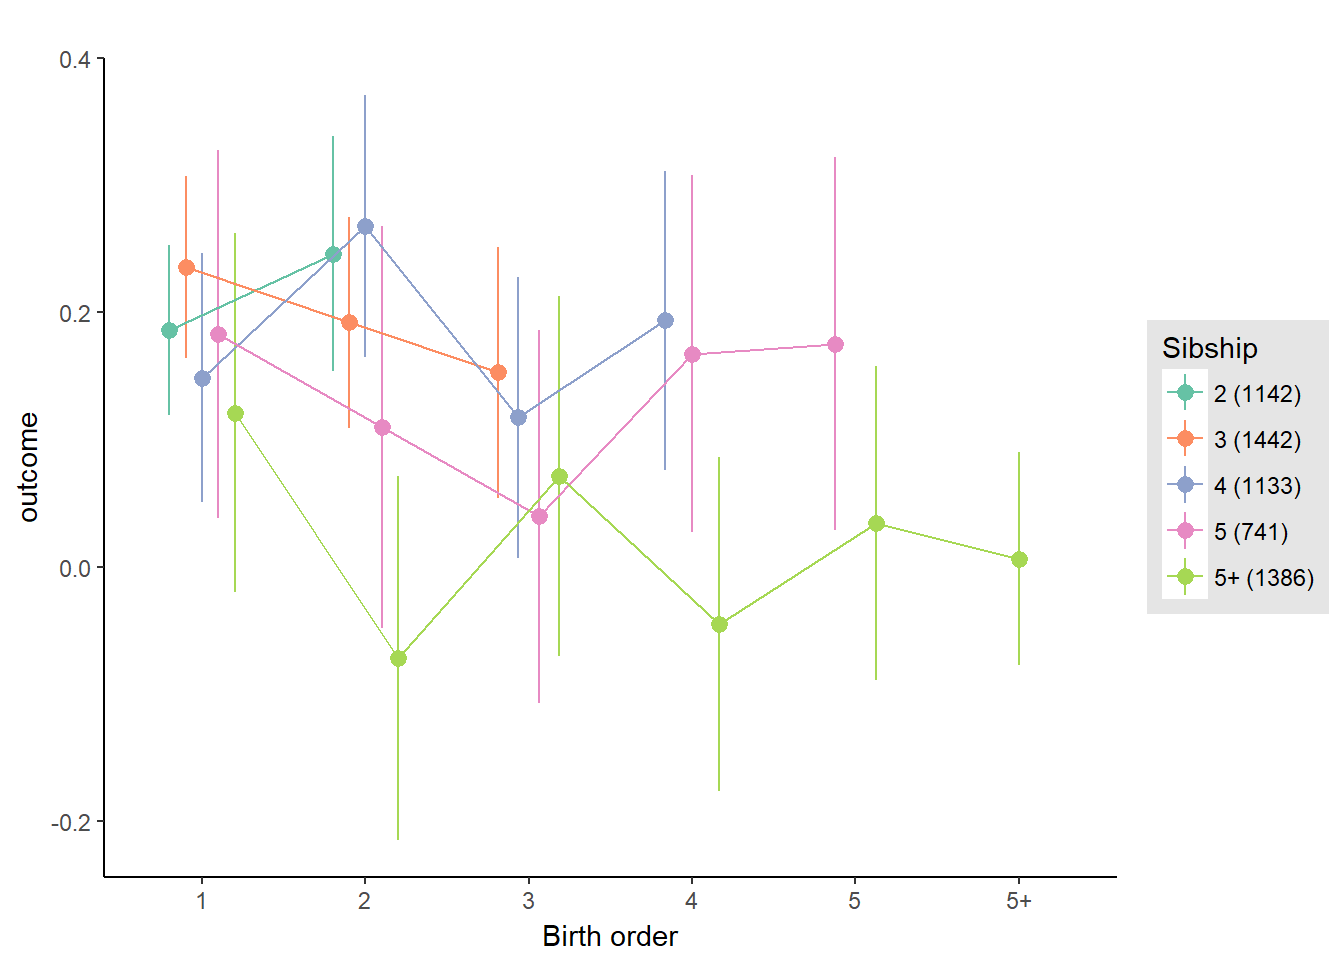 0.4
0.2
0.0
-0.2
outcome
1 2 3 4 5 5+
Birth order
Sibship
2 (1142)
3 (1442)
4 (1133)
5 (741)
5+ (1386)